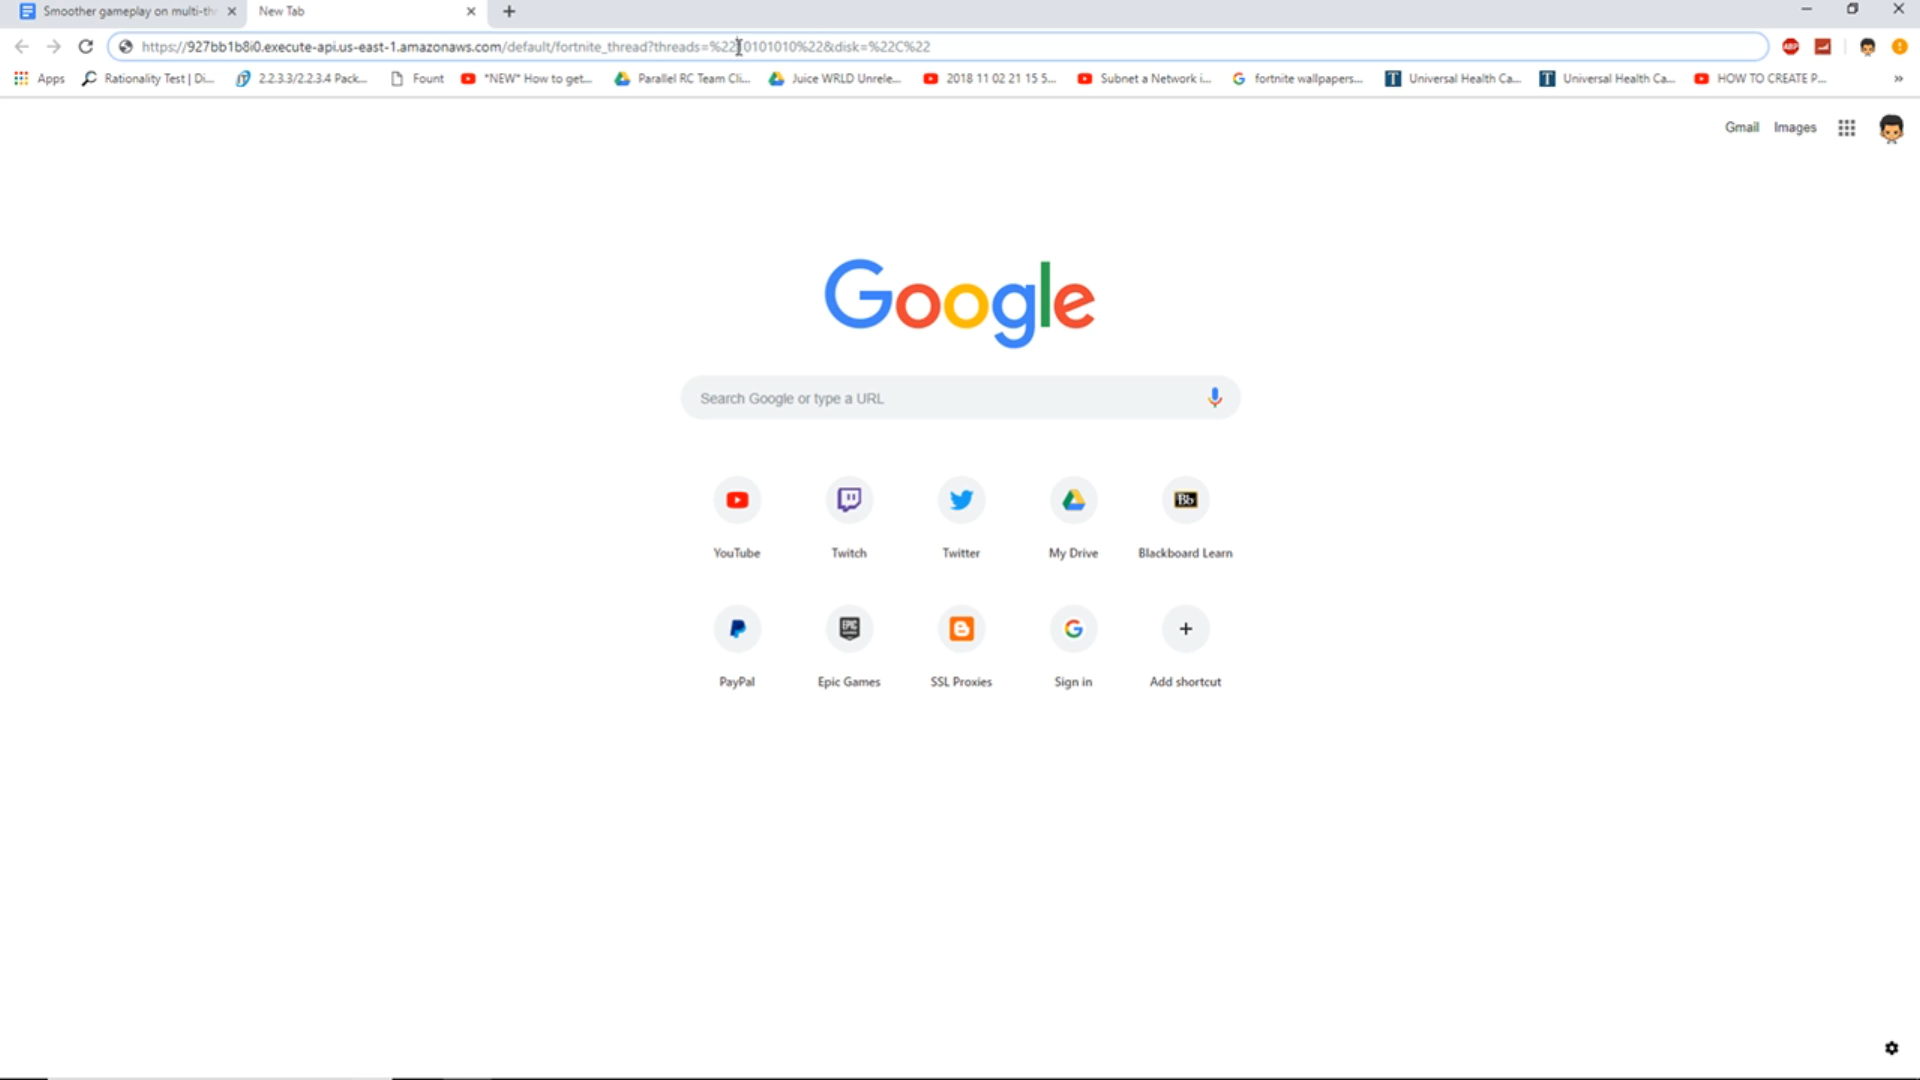 Smoother gameplay on multi-th
New Tab
https://927bb1b8i0.execute-api.us-east-1.amazonaws.com/default/fortnite_thread?threads=%22 0101010%22&disk=%22C%22
ABP
Apps
Rationality Test | Di...
2.2.3.3/2.2.3.4 Pack...
Fount
*NEW* How to get...
Parallel RC Team Cli...
Juice WRLD Unrele...
2018 11 02 21 15 5...
Subnet a Network i...
fortnite wallpapers...
T Universal Health Ca...
T Universal Health Ca...
HOW TO CREATE P...
»
Gmail Images
Google
Search Google or type a URL
YouTube
Twitch
Twitter
My Drive
Bb
Blackboard Learn
PayPal
EPIC GAMES
Epic Games
SSL Proxies
Sign in
Add shortcut